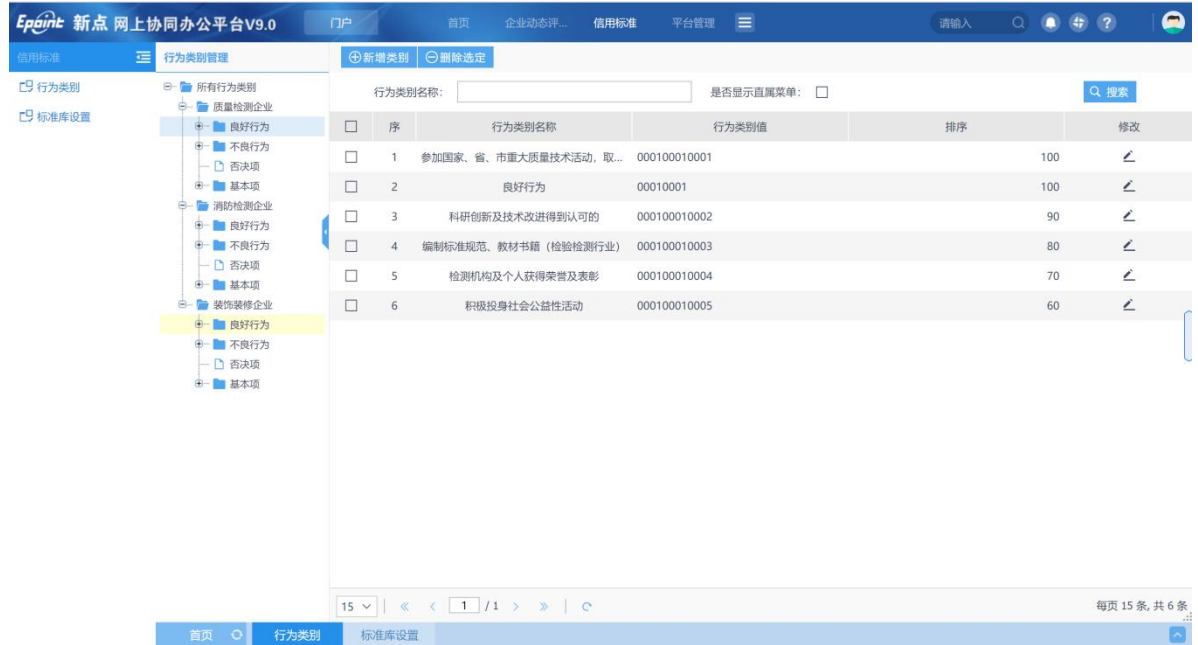 Epoint 新点 网上协同办公平台V9.0 门户 首页 企业动态评... 信用标准 平台管理 请输入
信用标准
行为类别
标准库设置
行为类别管理
所有行为类别
质量检测企业
良好行为
不良行为
否决项
基本项
消防检测企业
良好行为
不良行为
否决项
基本项
装饰装修企业
良好行为
不良行为
否决项
基本项
新增类别 删除选定
行为类别名称: 是否显示直属菜单: 搜索
序 行为类别名称 行为类别值 排序 修改
1 参加国家、省、市重大质量技术活动，取... 000100010001 100
2 良好行为 00010001 100
3 科研创新及技术改进得到认可的 000100010002 90
4 编制标准规范、教材书籍（检验检测行业） 000100010003 80
5 检测机构及个人获得荣誉及表彰 000100010004 70
6 积极投身社会公益性活动 000100010005 60
15 1 / 1 每页 15 条, 共 6 条
首页 行为类别 标准库设置